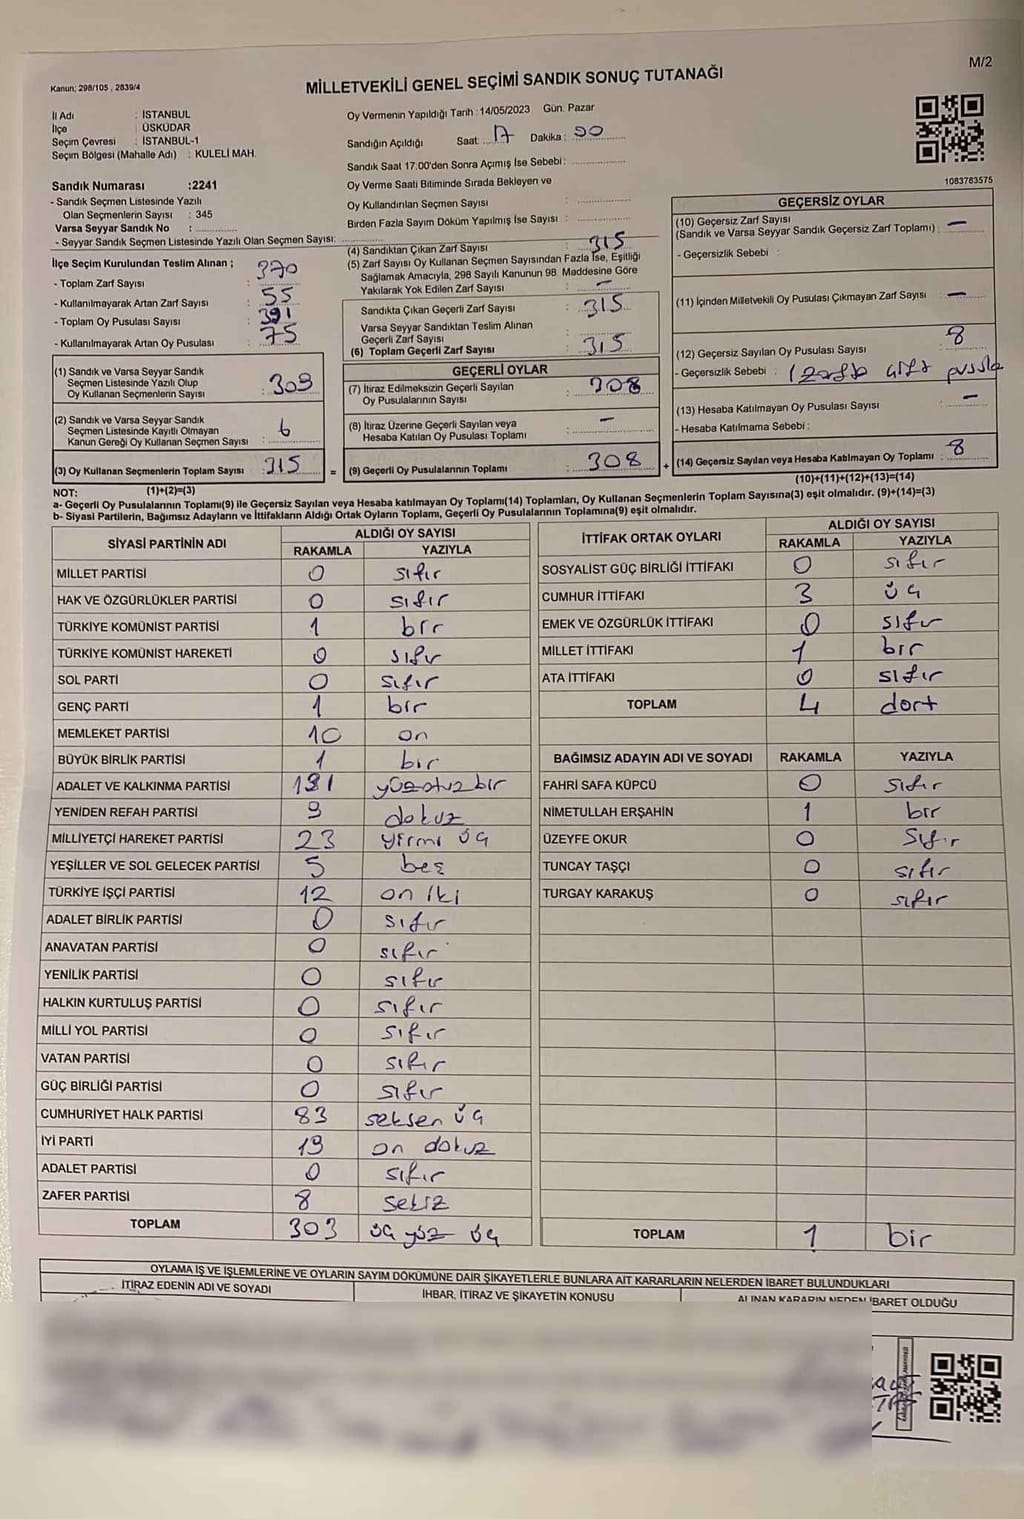 M/2
Kanun: 298/105 , 2839/4
MİLLETVEKİLİ GENEL SEÇİMİ SANDIK SONUÇ TUTANAĞI
İl Adı : İSTANBUL
İlçe : ÜSKÜDAR
Seçim Çevresi : İSTANBUL-1
Seçim Bölgesi (Mahalle Adı) : KULELİ MAH.
Sandık Numarası :2241
- Sandık Seçmen Listesinde Yazılı
Olan Seçmenlerin Sayısı : 345
Varsa Seyyar Sandık No :
- Seyyar Sandık Seçmen Listesinde Yazılı Olan Seçmen Sayısı:
İlçe Seçim Kurulundan Teslim Alınan ;
- Toplam Zarf Sayısı : 370
- Kullanılmayarak Artan Zarf Sayısı : 55
- Toplam Oy Pusulası Sayısı : 391
- Kullanılmayarak Artan Oy Pusulası : 75
(1) Sandık ve Varsa Seyyar Sandık
Seçmen Listesinde Yazılı Olup
Oy Kullanan Seçmenlerin Sayısı : 309
(2) Sandık ve Varsa Seyyar Sandık
Seçmen Listesinde Kayıtlı Olmayan
Kanun Gereği Oy Kullanan Seçmen Sayısı : 6
(3) Oy Kullanan Seçmenlerin Toplam Sayısı : 315
(1)+(2)=(3)
Oy Vermenin Yapıldığı Tarih :14/05/2023 Gün. Pazar
Sandığın Açıldığı Saat: 17 Dakika : 00
Sandık Saat 17:00'den Sonra Açımış İse Sebebi :
Oy Verme Saati Bitiminde Sırada Bekleyen ve
Oy Kullandırılan Seçmen Sayısı :
Birden Fazla Sayım Döküm Yapılmış İse Sayısı :
(4) Sandıktan Çıkan Zarf Sayısı : 315
(5) Zarf Sayısı Oy Kullanan Seçmen Sayısından Fazla İse, Eşitliği
Sağlamak Amacıyla, 298 Sayılı Kanunun 98. Maddesine Göre
Yakılarak Yok Edilen Zarf Sayısı : -
Sandıkta Çıkan Geçerli Zarf Sayısı : 315
Varsa Seyyar Sandıktan Teslim Alınan
Geçerli Zarf Sayısı :
(6) Toplam Geçerli Zarf Sayısı : 315
GEÇERLİ OYLAR
(7) İtiraz Edilmeksizin Geçerli Sayılan
Oy Pusulalarının Sayısı : 308
(8) İtiraz Üzerine Geçerli Sayılan veya
Hesaba Katılan Oy Pusulası Toplamı : -
= (9) Geçerli Oy Pusulalarının Toplamı : 308
1083783575
GEÇERSİZ OYLAR
(10) Geçersiz Zarf Sayısı
(Sandık ve Varsa Seyyar Sandık Geçersiz Zarf Toplamı) : -
- Geçersizlik Sebebi :
(11) İçinden Milletvekili Oy Pusulası Çıkmayan Zarf Sayısı : -
(12) Geçersiz Sayılan Oy Pusulası Sayısı : 8
- Geçersizlik Sebebi : 1 zarfta çift pusula
(13) Hesaba Katılmayan Oy Pusulası Sayısı : -
- Hesaba Katılmama Sebebi :
+ (14) Geçersiz Sayılan veya Hesaba Katılmayan Oy Toplamı : 8
(10)+(11)+(12)+(13)=(14)
NOT:
a- Geçerli Oy Pusulaları Toplamı(9) ile Geçersiz Sayılan veya Hesaba katılmayan Oy Toplamı(14) Toplamları, Oy Kullanan Seçmenlerin Toplam Sayısına(3) eşit olmalıdır. (9)+(14)=(3)
b- Siyasi Partilerin, Bağımsız Adayların ve İttifakların Aldığı Ortak Oyların Toplamı, Geçerli Oy Pusulalarının Toplamına(9) eşit olmalıdır.
SİYASİ PARTİNİN ADI ALDIĞI OY SAYISI
RAKAMLA YAZIYLA
MİLLET PARTİSİ 0 sıfır
HAK VE ÖZGÜRLÜKLER PARTİSİ 0 sıfır
TÜRKİYE KOMÜNİST PARTİSİ 1 bir
TÜRKİYE KOMÜNİST HAREKETİ 0 sıfır
SOL PARTİ 0 sıfır
GENÇ PARTİ 1 bir
MEMLEKET PARTİSİ 10 on
BÜYÜK BİRLİK PARTİSİ 1 bir
ADALET VE KALKINMA PARTİSİ 131 yüzotuzbir
YENİDEN REFAH PARTİSİ 9 dokuz
MİLLİYETÇİ HAREKET PARTİSİ 23 yirmi üç
YEŞİLLER VE SOL GELECEK PARTİSİ 5 beş
TÜRKİYE İŞÇİ PARTİSİ 12 on iki
ADALET BİRLİK PARTİSİ 0 sıfır
ANAVATAN PARTİSİ 0 sıfır
YENİLİK PARTİSİ 0 sıfır
HALKIN KURTULUŞ PARTİSİ 0 sıfır
MİLLİ YOL PARTİSİ 0 sıfır
VATAN PARTİSİ 0 sıfır
GÜÇ BİRLİĞİ PARTİSİ 0 sıfır
CUMHURİYET HALK PARTİSİ 83 seksen üç
İYİ PARTİ 19 on dokuz
ADALET PARTİSİ 0 sıfır
ZAFER PARTİSİ 8 sekiz
TOPLAM 303 üç yüz üç
İTTİFAK ORTAK OYLARI ALDIĞI OY SAYISI
RAKAMLA YAZIYLA
SOSYALİST GÜÇ BİRLİĞİ İTTİFAKI 0 sıfır
CUMHUR İTTİFAKI 3 üç
EMEK VE ÖZGÜRLÜK İTTİFAKI 0 sıfır
MİLLET İTTİFAKI 1 bir
ATA İTTİFAKI 0 sıfır
TOPLAM 4 dort
BAĞIMSIZ ADAYIN ADI VE SOYADI RAKAMLA YAZIYLA
FAHRİ SAFA KÜPCÜ 0 sıfır
NİMETULLAH ERŞAHİN 1 bir
ÜZEYFE OKUR 0 sıfır
TUNCAY TAŞÇI 0 sıfır
TURGAY KARAKUŞ 0 sıfır
TOPLAM 1 bir
OYLAMA İŞ VE İŞLEMLERİNE VE OYLARIN SAYIM DÖKÜMÜNE DAİR ŞİKAYETLERLE BUNLARA AİT KARARLARIN NELERDEN İBARET BULUNDUKLARI
İTİRAZ EDENİN ADI VE SOYADI İHBAR, İTİRAZ VE ŞİKAYETİN KONUSU ALINAN KARARIN NEDEN İBARET OLDUĞU